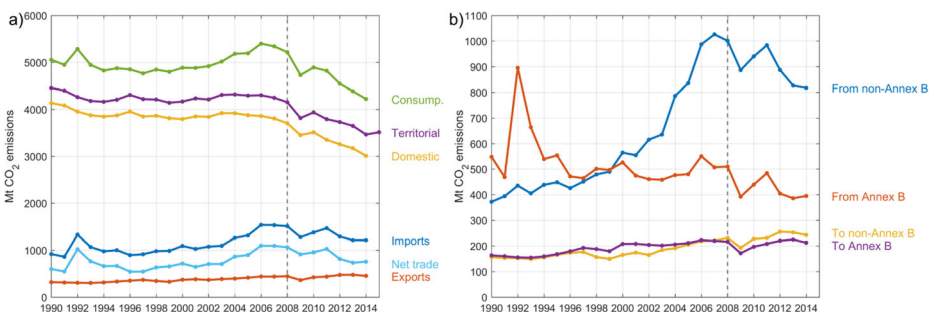 a)
6000
5000
4000
3000
2000
1000
0
Mt CO2 emissions
Consump.
Territorial
Domestic
Imports
Net trade
Exports
1990 1992 1994 1996 1998 2000 2002 2004 2006 2008 2010 2012 2014
b)
1100
1000
900
800
700
600
500
400
300
200
100
0
Mt CO2 emissions
From non-Annex B
From Annex B
To non-Annex B
To Annex B
1990 1992 1994 1996 1998 2000 2002 2004 2006 2008 2010 2012 2014